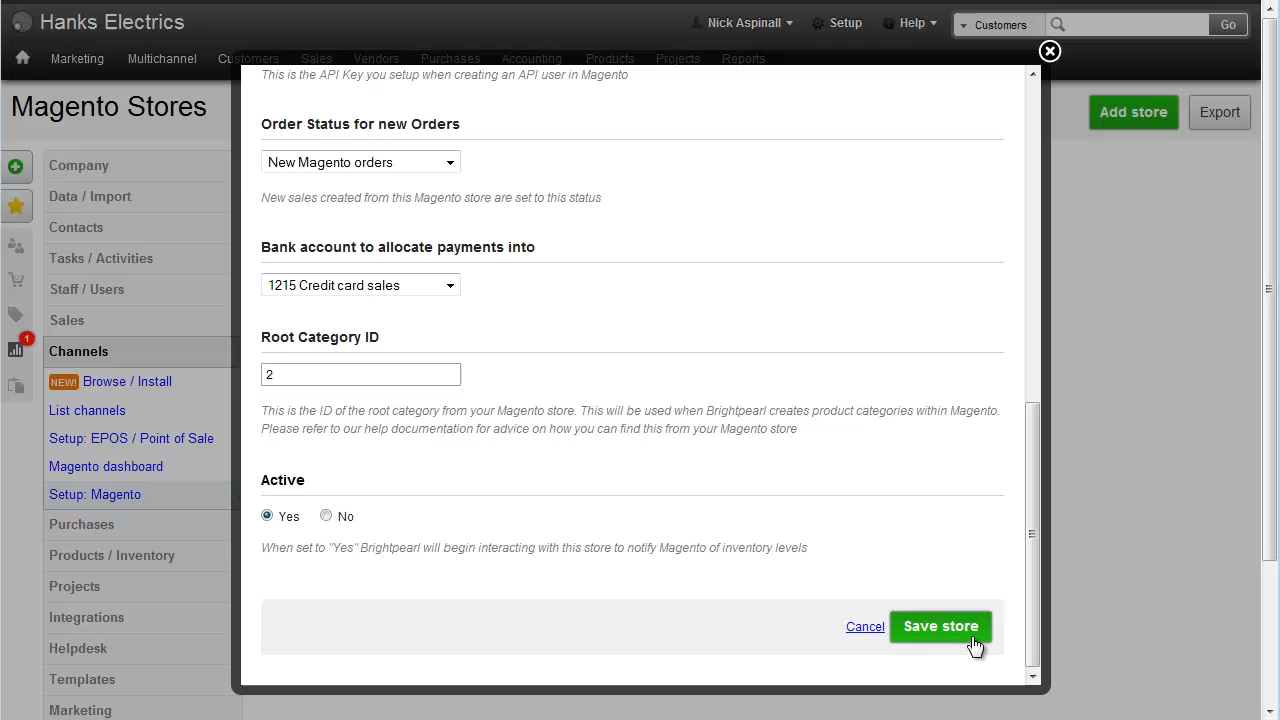 Hanks Electrics
Nick Aspinall
Setup
Help
Customers
Go
Marketing
Multichannel
Customers
Sales
Vendors
Purchases
Accounting
Products
Projects
Reports
Magento Stores
Add store
Export
This is the API Key you setup when creating an API user in Magento
Order Status for new Orders
New Magento orders
New sales created from this Magento store are set to this status
Bank account to allocate payments into
1215 Credit card sales
Root Category ID
2
This is the ID of the root category from your Magento store. This will be used when Brightpearl creates product categories within Magento.
Please refer to our help documentation for advice on how you can find this from your Magento store
Active
Yes
No
When set to "Yes" Brightpearl will begin interacting with this store to notify Magento of inventory levels
Cancel
Save store
1
Company
Data / Import
Contacts
Tasks / Activities
Staff / Users
Sales
Channels
NEW! Browse / Install
List channels
Setup: EPOS / Point of Sale
Magento dashboard
Setup: Magento
Purchases
Products / Inventory
Projects
Integrations
Helpdesk
Templates
Marketing